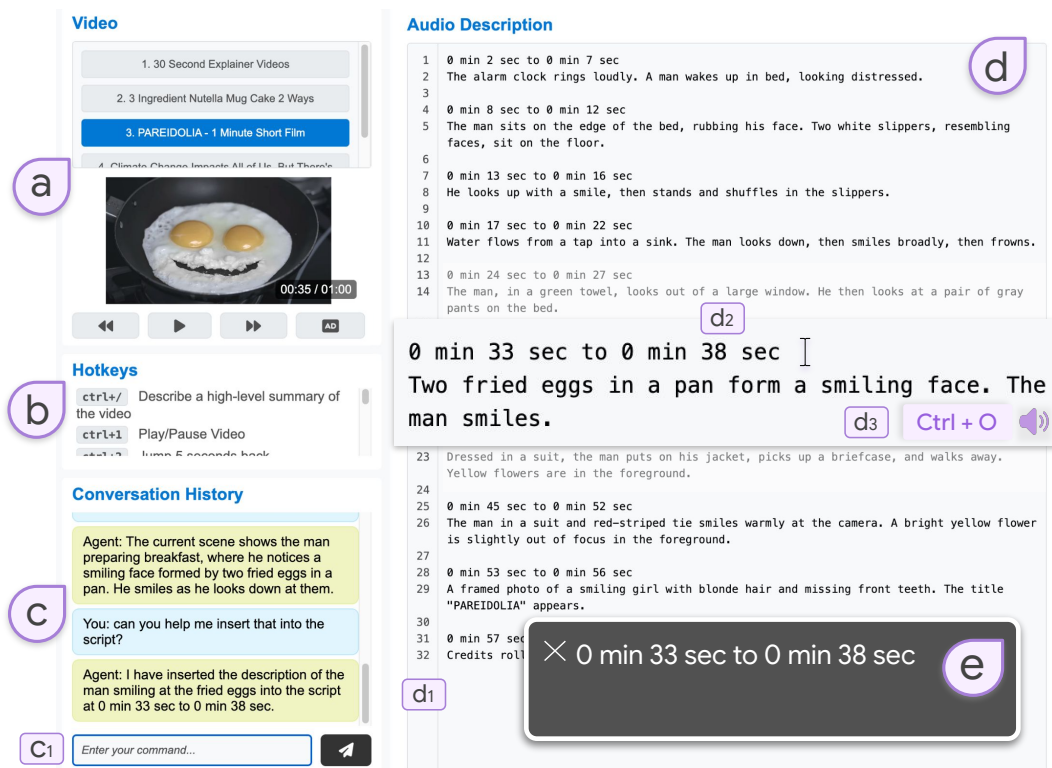 Video
1. 30 Second Explainer Videos
2. 3 Ingredient Nutella Mug Cake 2 Ways
3. PAREIDOLIA - 1 Minute Short Film
4. Climate Change Impacts All of Us. But There's
a
00:35 / 01:00
AD
Hotkeys
b
ctrl+/ Describe a high-level summary of
the video
ctrl+1 Play/Pause Video
ctrl+2 Jump 5 seconds back
Conversation History
Agent: The current scene shows the man
preparing breakfast, where he notices a
smiling face formed by two fried eggs in a
pan. He smiles as he looks down at them.
c
You: can you help me insert that into the
script?
Agent: I have inserted the description of the
man smiling at the fried eggs into the script
at 0 min 33 sec to 0 min 38 sec.
C1
Enter your command...
Audio Description
d
1 0 min 2 sec to 0 min 7 sec
2 The alarm clock rings loudly. A man wakes up in bed, looking distressed.
3
4 0 min 8 sec to 0 min 12 sec
5 The man sits on the edge of the bed, rubbing his face. Two white slippers, resembling
faces, sit on the floor.
6
7 0 min 13 sec to 0 min 16 sec
8 He looks up with a smile, then stands and shuffles in the slippers.
9
10 0 min 17 sec to 0 min 22 sec
11 Water flows from a tap into a sink. The man looks down, then smiles broadly, then frowns.
12
13 0 min 24 sec to 0 min 27 sec
14 The man, in a green towel, looks out of a large window. He then looks at a pair of gray
pants on the bed.
d2
0 min 33 sec to 0 min 38 sec
Two fried eggs in a pan form a smiling face. The
man smiles.
d3
Ctrl + O
23 Dressed in a suit, the man puts on his jacket, picks up a briefcase, and walks away.
Yellow flowers are in the foreground.
24
25 0 min 45 sec to 0 min 52 sec
26 The man in a suit and red-striped tie smiles warmly at the camera. A bright yellow flower
is slightly out of focus in the foreground.
27
28 0 min 53 sec to 0 min 56 sec
29 A framed photo of a smiling girl with blonde hair and missing front teeth. The title
"PAREIDOLIA" appears.
30
31 0 min 57 sec
32 Credits roll
d1
0 min 33 sec to 0 min 38 sec
e